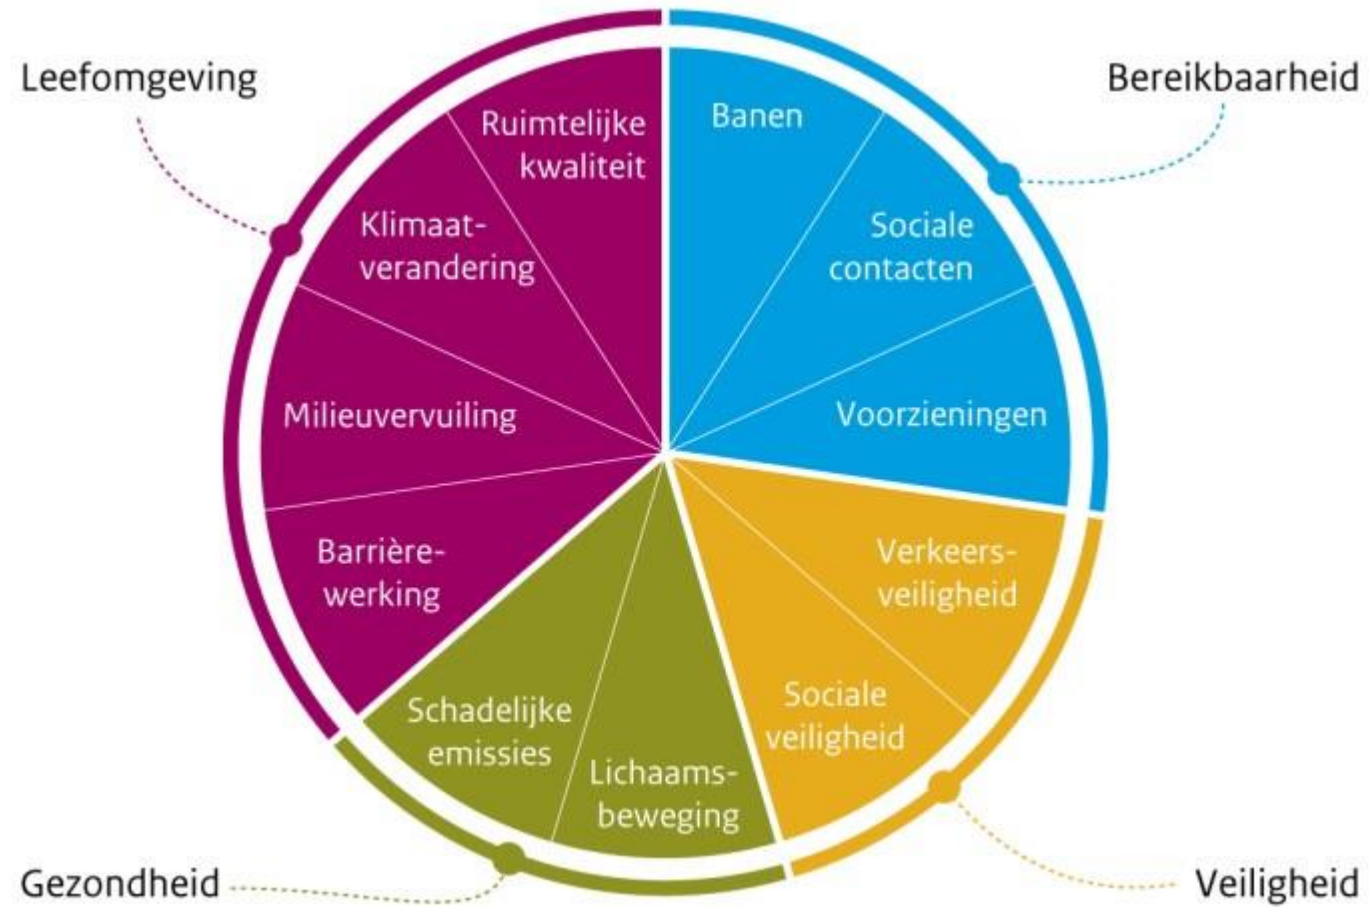 Leefomgeving
Bereikbaarheid
Ruimtelijke
kwaliteit
Banen
Klimaat-
verandering
Sociale
contacten
Milieuvervuiling
Voorzieningen
Barrière-
werking
Verkeers-
veiligheid
Schadelijke
emissies
Lichaams-
beweging
Sociale
veiligheid
Gezondheid
Veiligheid